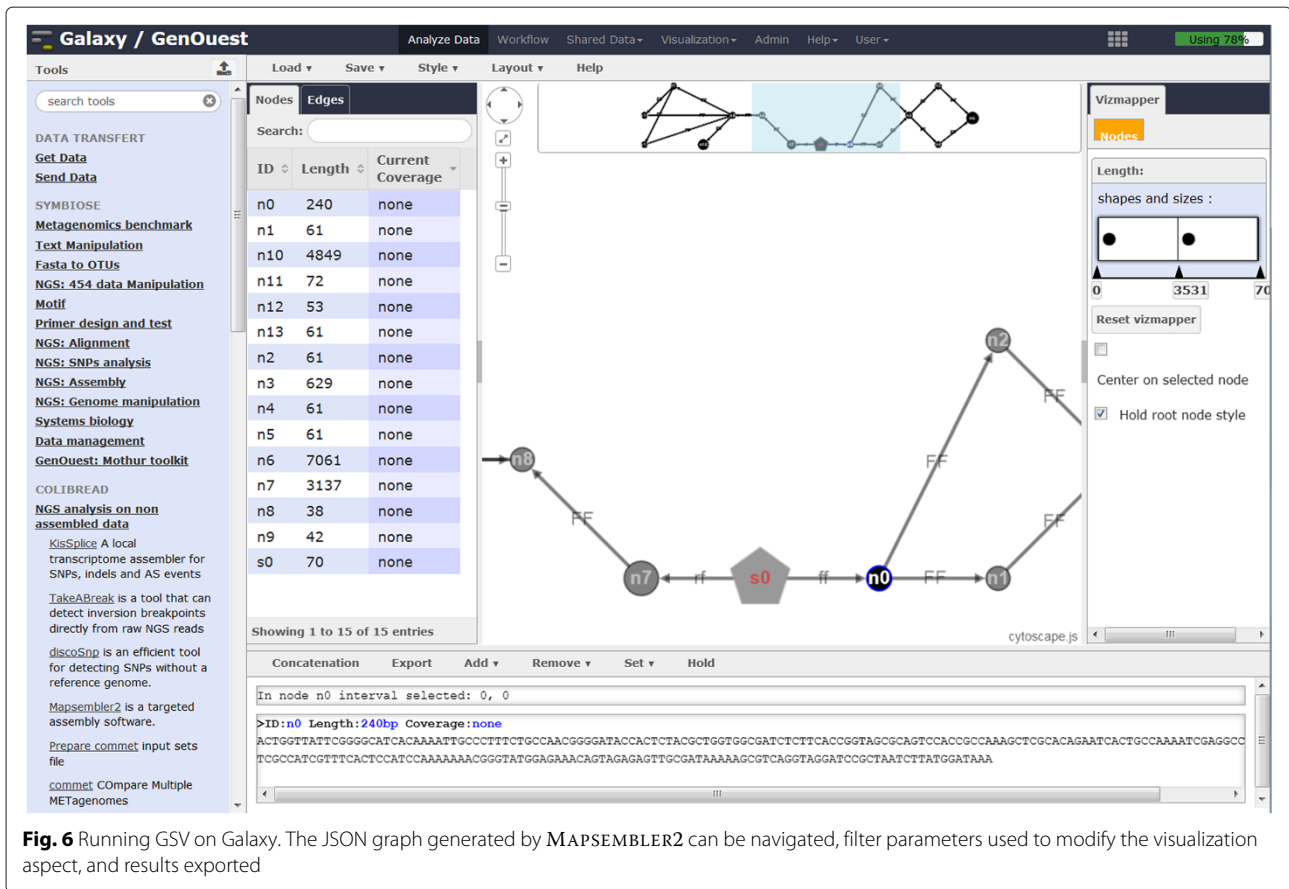 Galaxy / GenOuest
Analyze Data Workflow Shared Data Visualization Admin Help User
Using 78%
Tools
search tools
DATA TRANSFERT
Get Data
Send Data
SYMBIOSE
Metagenomics benchmark
Text Manipulation
Fasta to OTUs
NGS: 454 data Manipulation
Motif
Primer design and test
NGS: Alignment
NGS: SNPs analysis
NGS: Assembly
NGS: Genome manipulation
Systems biology
Data management
GenOuest: Mothur toolkit
COLIBREAD
NGS analysis on non
assembled data
KisSplice A local
transcriptome assembler for
SNPs, indels and AS events
TakeABreak is a tool that can
detect inversion breakpoints
directly from raw NGS reads
discoSnp is an efficient tool
for detecting SNPs without a
reference genome.
Mapsembler2 is a targeted
assembly software.
Prepare commet input sets
file
commet COmpare Multiple
METagenomes
Load Save Style Layout Help
Nodes Edges
Search:
ID Length Current
Coverage
n0 240 none
n1 61 none
n10 4849 none
n11 72 none
n12 53 none
n13 61 none
n2 61 none
n3 629 none
n4 61 none
n5 61 none
n6 7061 none
n7 3137 none
n8 38 none
n9 42 none
s0 70 none
Showing 1 to 15 of 15 entries
n2
FF
FF
n8
FF
FF
n7 rf s0 ff n0 FF n1
cytoscape.js
Vizmapper
Nodes
Length:
shapes and sizes :
0 3531 70
Reset vizmapper
Center on selected node
Hold root node style
Concatenation Export Add Remove Set Hold
In node n0 interval selected: 0, 0
>ID:n0 Length:240bp Coverage:none
ACTGGTTATTCGGGGCATCACAAAATTGCCCTTTCTGCCAACGGGGATACCACTCTACGCTGGTGGCGATCTCTTCACCGGTAGCGCAGTCCACCGCCAAAGCTCGCACAGAATCACTGCCAAAATCGAGGCC
TCGCCATCGTTTCACTCCATCCAAAAAAACGGGTATGGAGAAACAGTAGAGAGTTGCGATAAAAAGCGTCAGGTAGGATCCGCTAATCTTATGGATAAA
Fig. 6 Running GSV on Galaxy. The JSON graph generated by MAPSEMBLER2 can be navigated, filter parameters used to modify the visualization
aspect, and results exported